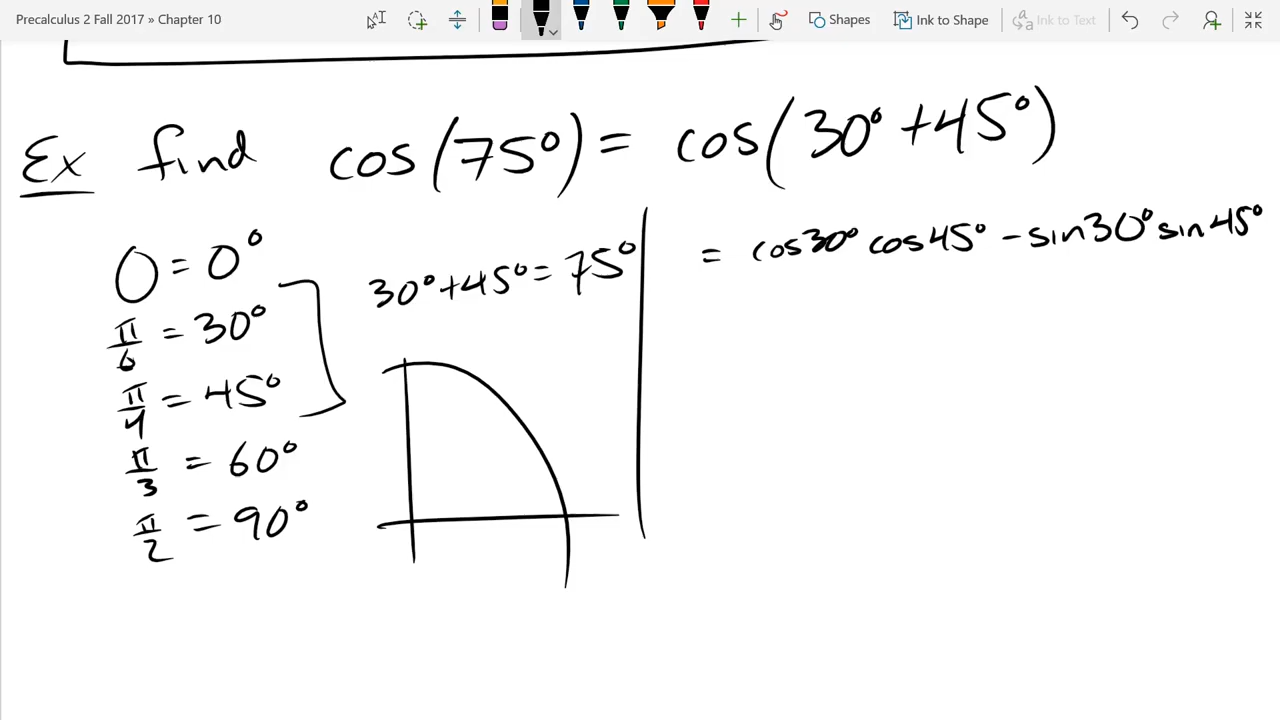 Precalculus 2 Fall 2017 » Chapter 10
Shapes
Ink to Shape
Ink to Text
Ex find cos(75°) = cos(30° + 45°)
= cos30° cos45° - sin30° sin45°
0 = 0°
π/6 = 30°
π/4 = 45°
π/3 = 60°
π/2 = 90°
30° + 45° = 75°